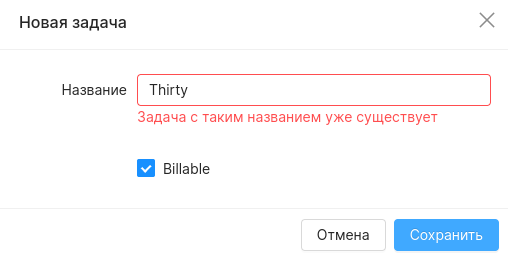 Новая задача
Название
Thirty
Задача с таким названием уже существует
Billable
Отмена
Сохранить